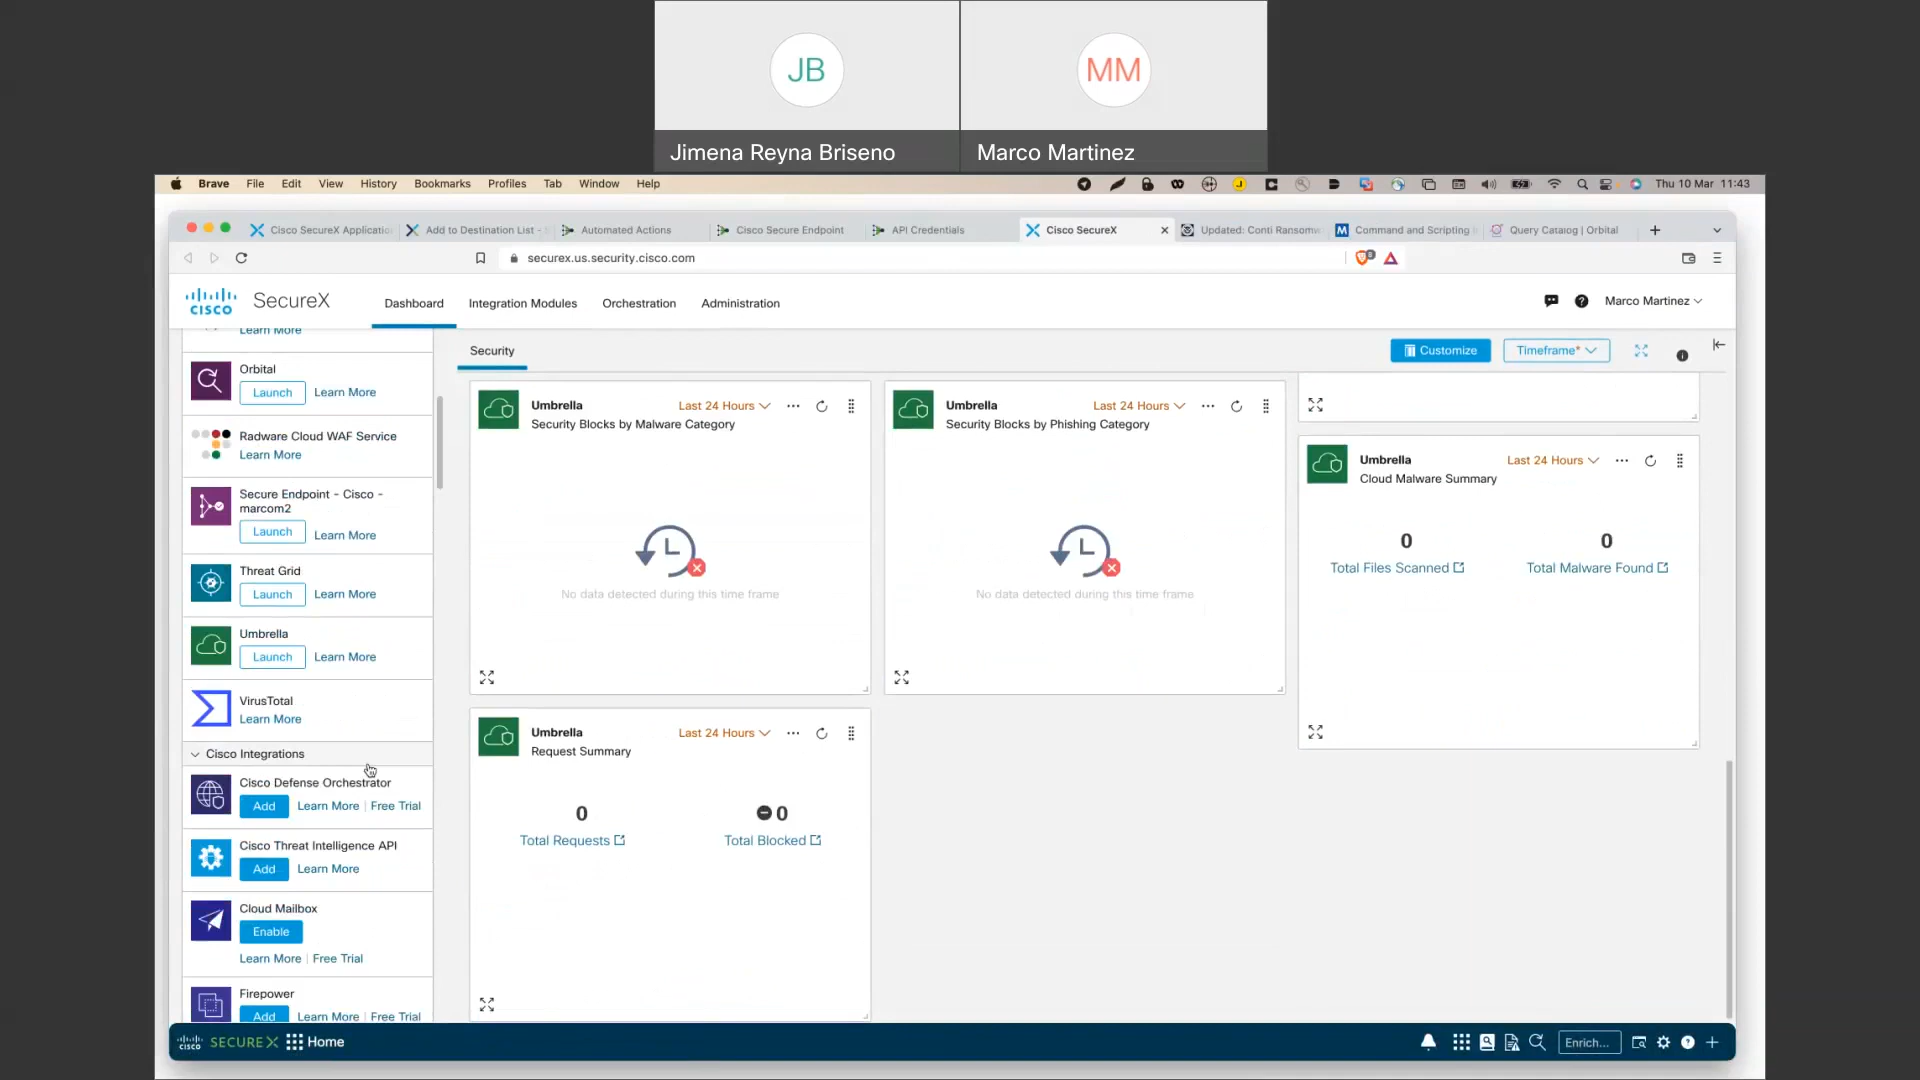 JB
MM
Jimena Reyna Briseno
Marco Martinez
Brave File Edit View History Bookmarks Profiles Tab Window Help
Thu 10 Mar 11:43
Cisco SecureX Applicatio
Add to Destination List -
Automated Actions
Cisco Secure Endpoint
API Credentials
Cisco SecureX
Updated: Conti Ransomw
Command and Scripting
Query Catalog | Orbital
securex.us.security.cisco.com
CISCO
SecureX
Dashboard
Integration Modules
Orchestration
Administration
Marco Martinez
Learn More
Orbital
Launch
Learn More
Radware Cloud WAF Service
Learn More
Secure Endpoint - Cisco -
marcom2
Launch
Learn More
Threat Grid
Launch
Learn More
Umbrella
Launch
Learn More
VirusTotal
Learn More
Cisco Integrations
Cisco Defense Orchestrator
Add
Learn More | Free Trial
Cisco Threat Intelligence API
Add
Learn More
Cloud Mailbox
Enable
Learn More | Free Trial
Firepower
Add
Learn More | Free Trial
Security
Customize
Timeframe*
Umbrella
Last 24 Hours
Security Blocks by Malware Category
No data detected during this time frame
Umbrella
Last 24 Hours
Security Blocks by Phishing Category
No data detected during this time frame
Umbrella
Last 24 Hours
Cloud Malware Summary
0
Total Files Scanned
0
Total Malware Found
Umbrella
Last 24 Hours
Request Summary
0
Total Requests
0
Total Blocked
CISCO SECUREX Home
Enrich...